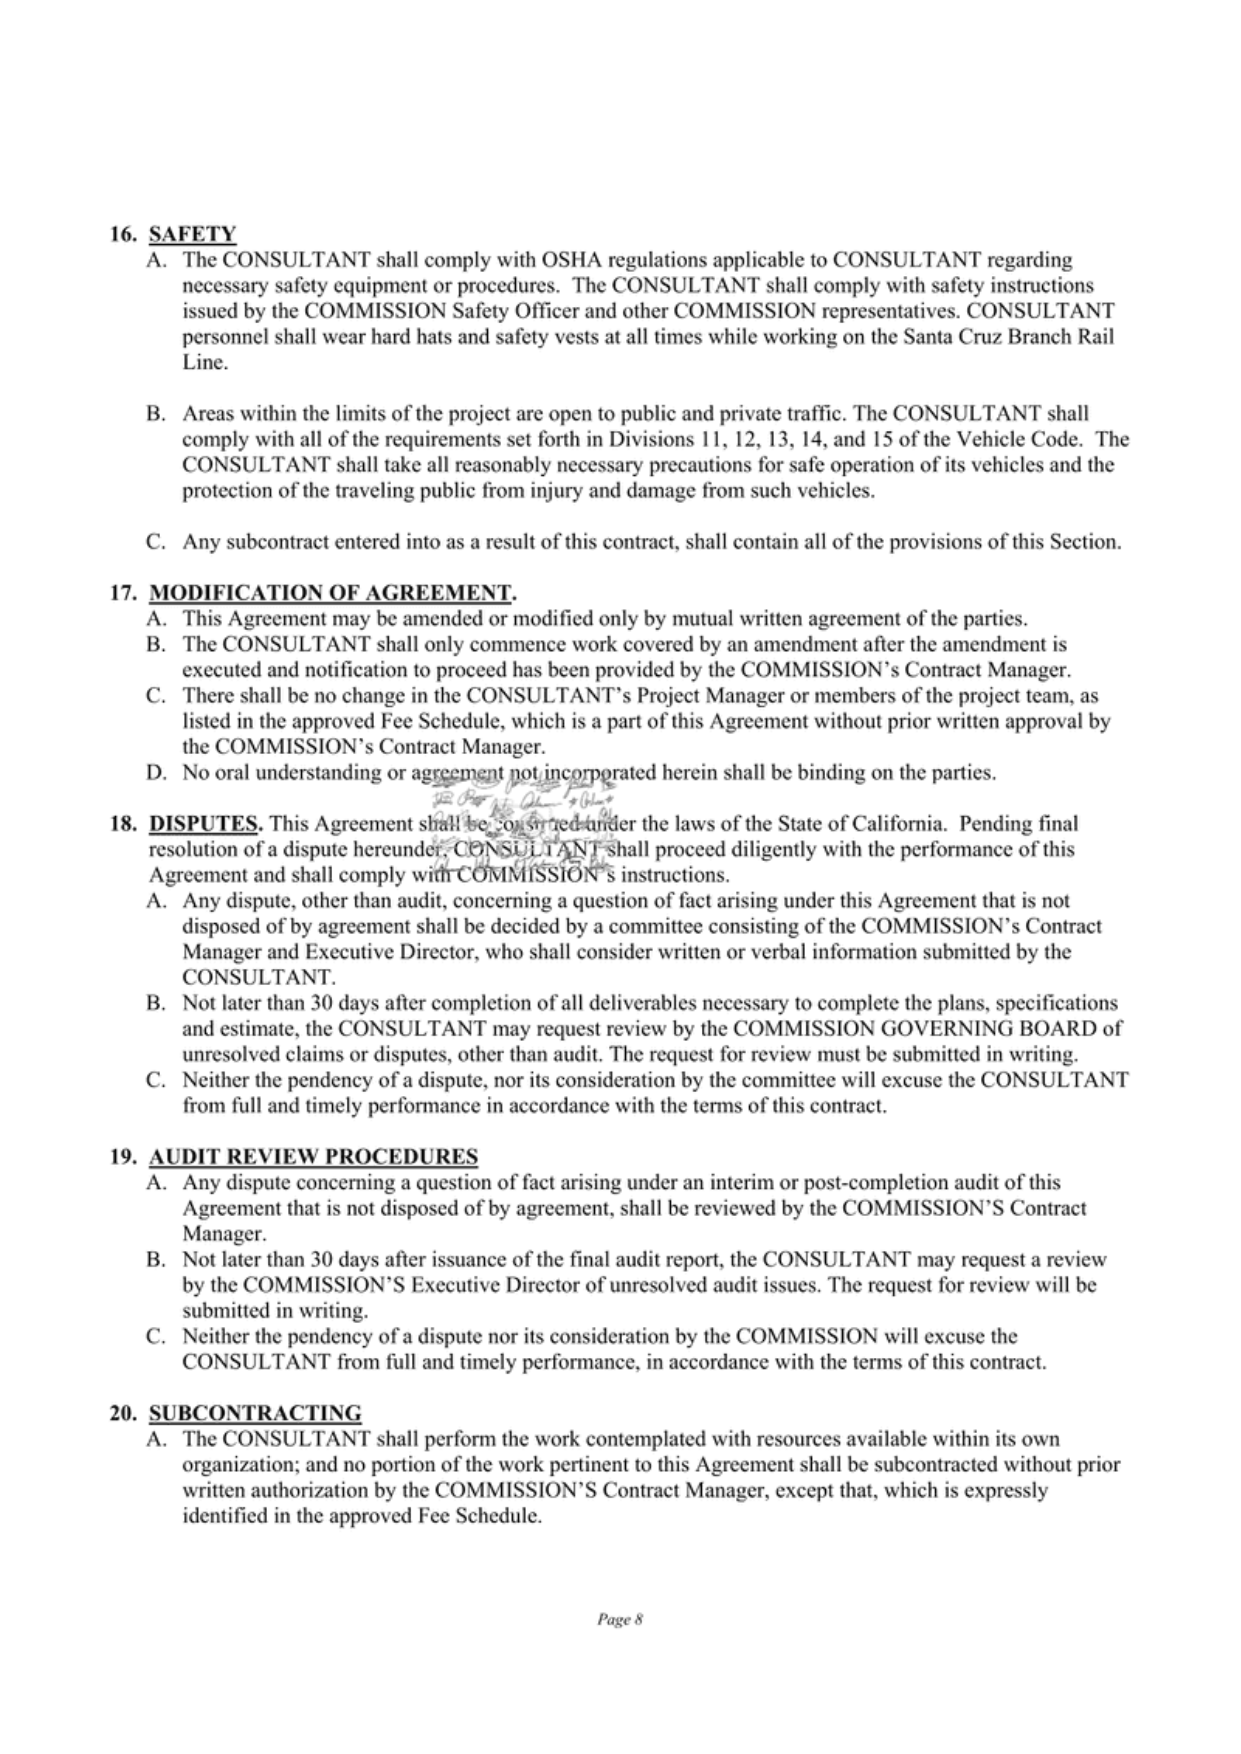 16. SAFETY
A. The CONSULTANT shall comply with OSHA regulations applicable to CONSULTANT regarding
necessary safety equipment or procedures. The CONSULTANT shall comply with safety instructions
issued by the COMMISSION Safety Officer and other COMMISSION representatives. CONSULTANT
personnel shall wear hard hats and safety vests at all times while working on the Santa Cruz Branch Rail
Line.
B. Areas within the limits of the project are open to public and private traffic. The CONSULTANT shall
comply with all of the requirements set forth in Divisions 11, 12, 13, 14, and 15 of the Vehicle Code. The
CONSULTANT shall take all reasonably necessary precautions for safe operation of its vehicles and the
protection of the traveling public from injury and damage from such vehicles.
C. Any subcontract entered into as a result of this contract, shall contain all of the provisions of this Section.
17. MODIFICATION OF AGREEMENT.
A. This Agreement may be amended or modified only by mutual written agreement of the parties.
B. The CONSULTANT shall only commence work covered by an amendment after the amendment is
executed and notification to proceed has been provided by the COMMISSION's Contract Manager.
C. There shall be no change in the CONSULTANT's Project Manager or members of the project team, as
listed in the approved Fee Schedule, which is a part of this Agreement without prior written approval by
the COMMISSION's Contract Manager.
D. No oral understanding or agreement not incorporated herein shall be binding on the parties.
18. DISPUTES. This Agreement shall be construed under the laws of the State of California. Pending final
resolution of a dispute hereunder, CONSULTANT shall proceed diligently with the performance of this
Agreement and shall comply with COMMISSION's instructions.
A. Any dispute, other than audit, concerning a question of fact arising under this Agreement that is not
disposed of by agreement shall be decided by a committee consisting of the COMMISSION's Contract
Manager and Executive Director, who shall consider written or verbal information submitted by the
CONSULTANT.
B. Not later than 30 days after completion of all deliverables necessary to complete the plans, specifications
and estimate, the CONSULTANT may request review by the COMMISSION GOVERNING BOARD of
unresolved claims or disputes, other than audit. The request for review must be submitted in writing.
C. Neither the pendency of a dispute, nor its consideration by the committee will excuse the CONSULTANT
from full and timely performance in accordance with the terms of this contract.
19. AUDIT REVIEW PROCEDURES
A. Any dispute concerning a question of fact arising under an interim or post-completion audit of this
Agreement that is not disposed of by agreement, shall be reviewed by the COMMISSION'S Contract
Manager.
B. Not later than 30 days after issuance of the final audit report, the CONSULTANT may request a review
by the COMMISSION'S Executive Director of unresolved audit issues. The request for review will be
submitted in writing.
C. Neither the pendency of a dispute nor its consideration by the COMMISSION will excuse the
CONSULTANT from full and timely performance, in accordance with the terms of this contract.
20. SUBCONTRACTING
A. The CONSULTANT shall perform the work contemplated with resources available within its own
organization; and no portion of the work pertinent to this Agreement shall be subcontracted without prior
written authorization by the COMMISSION'S Contract Manager, except that, which is expressly
identified in the approved Fee Schedule.
Page 8